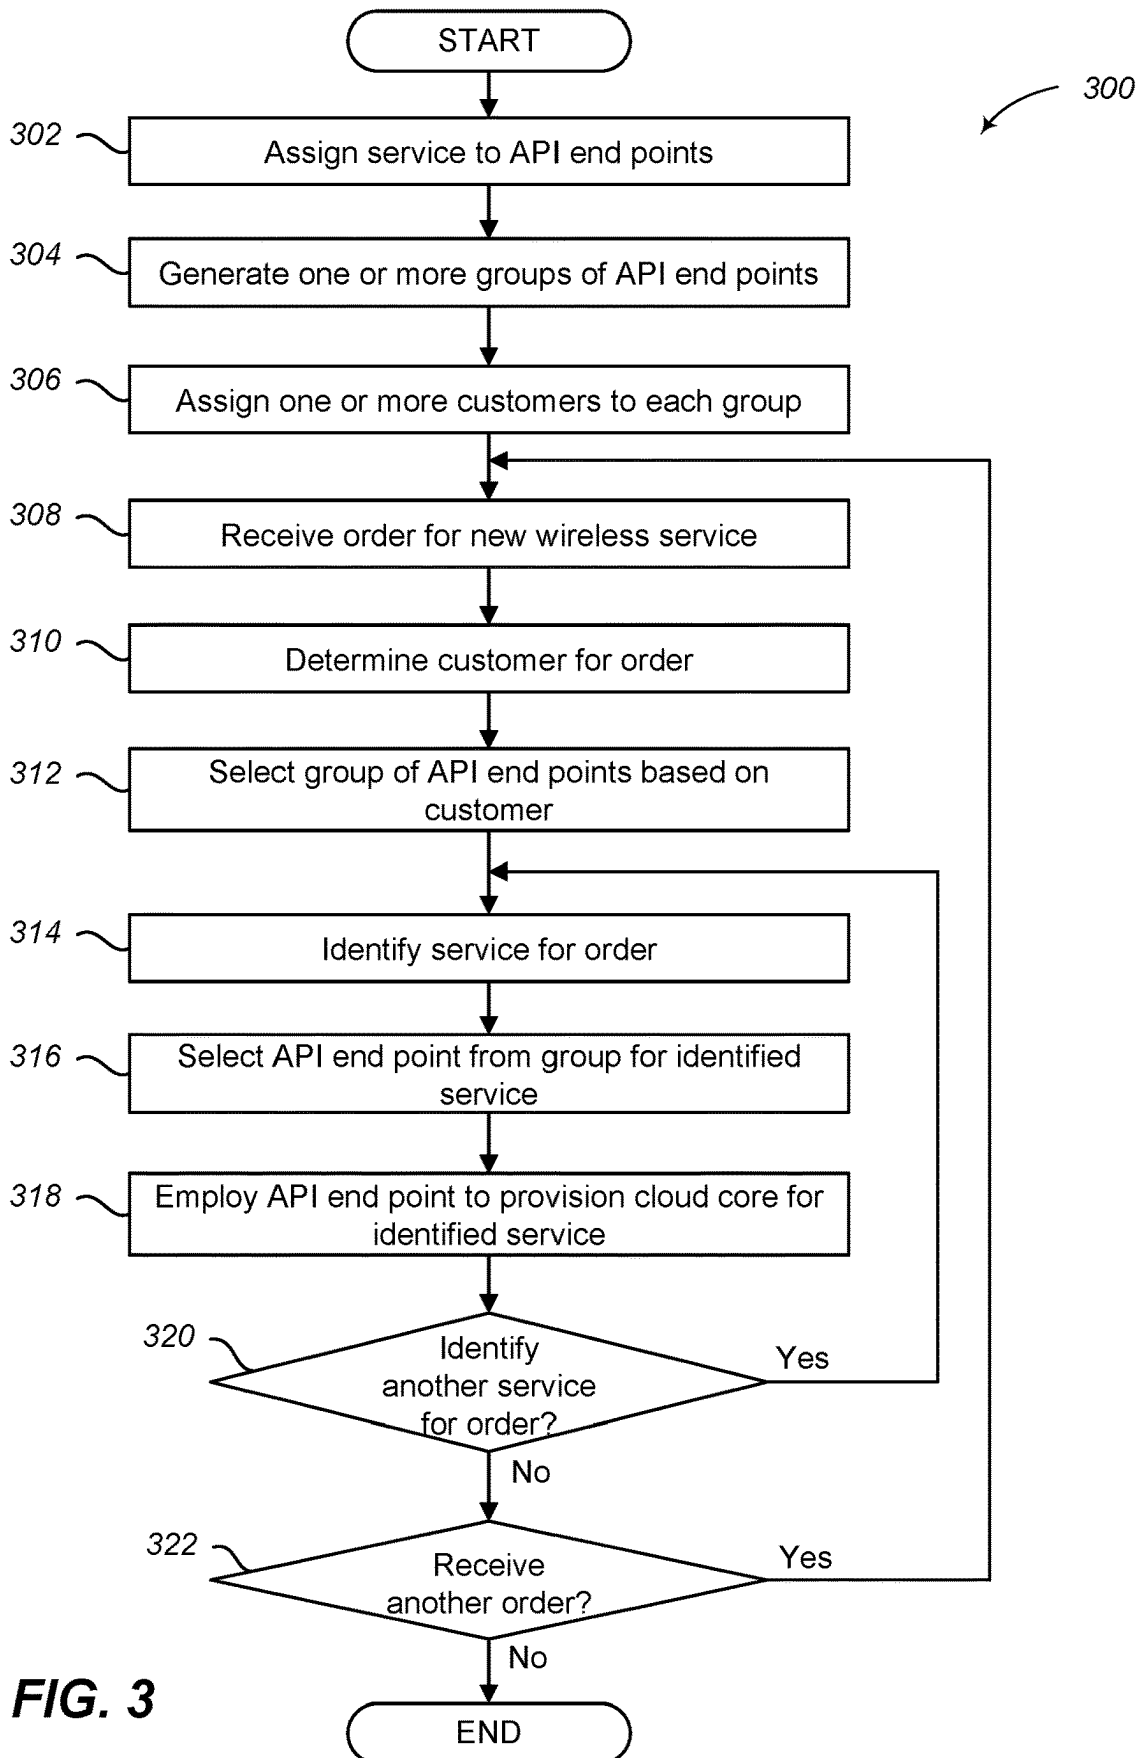 START
300
302
Assign service to API end points
304
Generate one or more groups of API end points
306
Assign one or more customers to each group
308
Receive order for new wireless service
310
Determine customer for order
312
Select group of API end points based on
customer
314
Identify service for order
316
Select API end point from group for identified
service
318
Employ API end point to provision cloud core for
identified service
320
Identify
another service
for order?
Yes
No
322
Receive
another order?
Yes
No
FIG. 3
END